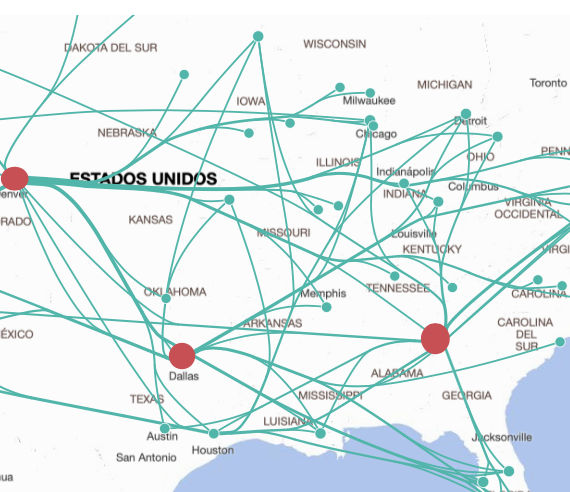 DAKOTA DEL SUR
WISCONSIN
MICHIGAN
Toronto
IOWA
Milwaukee
NEBRASKA
Chicago
Detroit
ILLINOIS
OHIO
PENN
Indianápolis
ESTADOS UNIDOS
INDIANA
Columbus
enver
VIRGINIA
OCCIDENTAL
RADO
KANSAS
MISSOURI
Louisville
KENTUCKY
VIRGI
OKLAHOMA
Memphis
TENNESSEE
CAROLINA
ÉXICO
ARKANSAS
CAROLINA
DEL
SUR
Dallas
ALABAMA
TEXAS
MISSISSIPPI
GEORGIA
LUISIANA
Austin
Jacksonville
San Antonio
Houston
ua